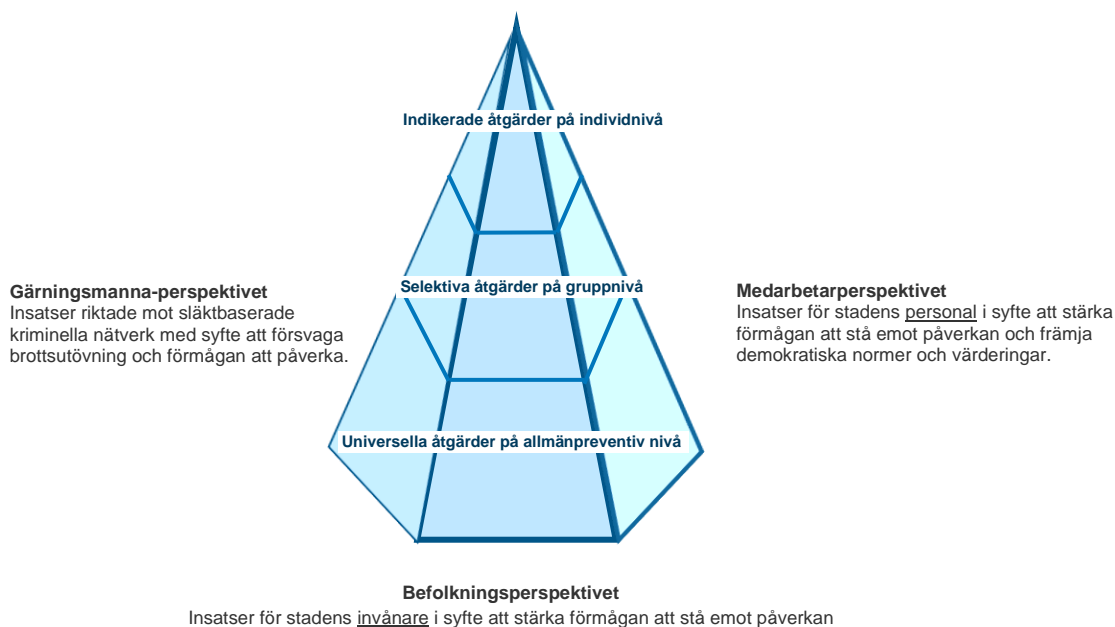 Indikerade åtgärder på individnivå
Selektiva åtgärder på gruppnivå
Gärningsmanna-perspektivet
Insatser riktade mot släktbaserade
kriminella nätverk med syfte att försvaga
brottsutövning och förmågan att påverka.
Medarbetarperspektivet
Insatser för stadens personal i syfte att stärka
förmågan att stå emot påverkan och främja
demokratiska normer och värderingar.
Universella åtgärder på allmänpreventiv nivå
Befolkningsperspektivet
Insatser för stadens invånare i syfte att stärka förmågan att stå emot påverkan